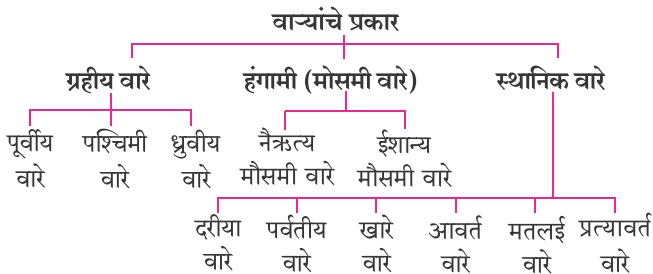 वाऱ्यांचे प्रकार
ग्रहीय वारे हंगामी (मोसमी वारे) स्थानिक वारे
पूर्वीय पश्चिमी ध्रुवीय नैऋत्य ईशान्य
वारे वारे वारे मौसमी वारे मौसमी वारे
दरीया पर्वतीय खारे आवर्त मतलई प्रत्यावर्त
वारे वारे वारे वारे वारे वारे